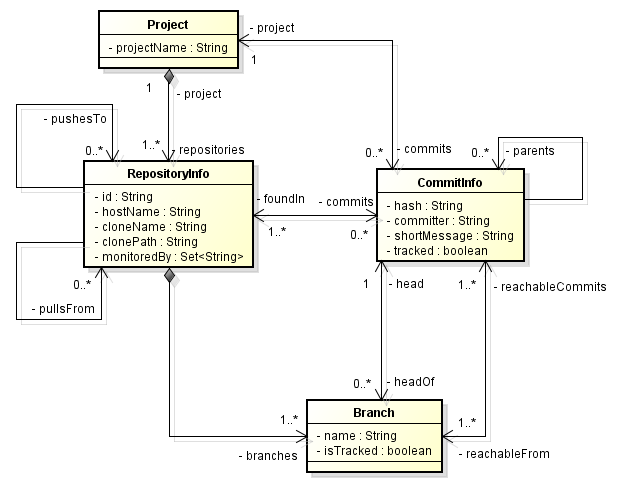 Project
- projectName : String
- project
1
1
- project
- pushesTo
0..*
1..*
- repositories
0..*
- commits
0..*
- parents
RepositoryInfo
- id : String
- hostName : String
- cloneName : String
- clonePath : String
- monitoredBy : Set<String>
- foundIn
- commits
1..*
0..*
CommitInfo
- hash : String
- committer : String
- shortMessage : String
- tracked : boolean
0..*
- pullsFrom
1
- head
1..*
- reachableCommits
0..*
- headOf
Branch
- name : String
- isTracked : boolean
1..*
- branches
1..*
- reachableFrom